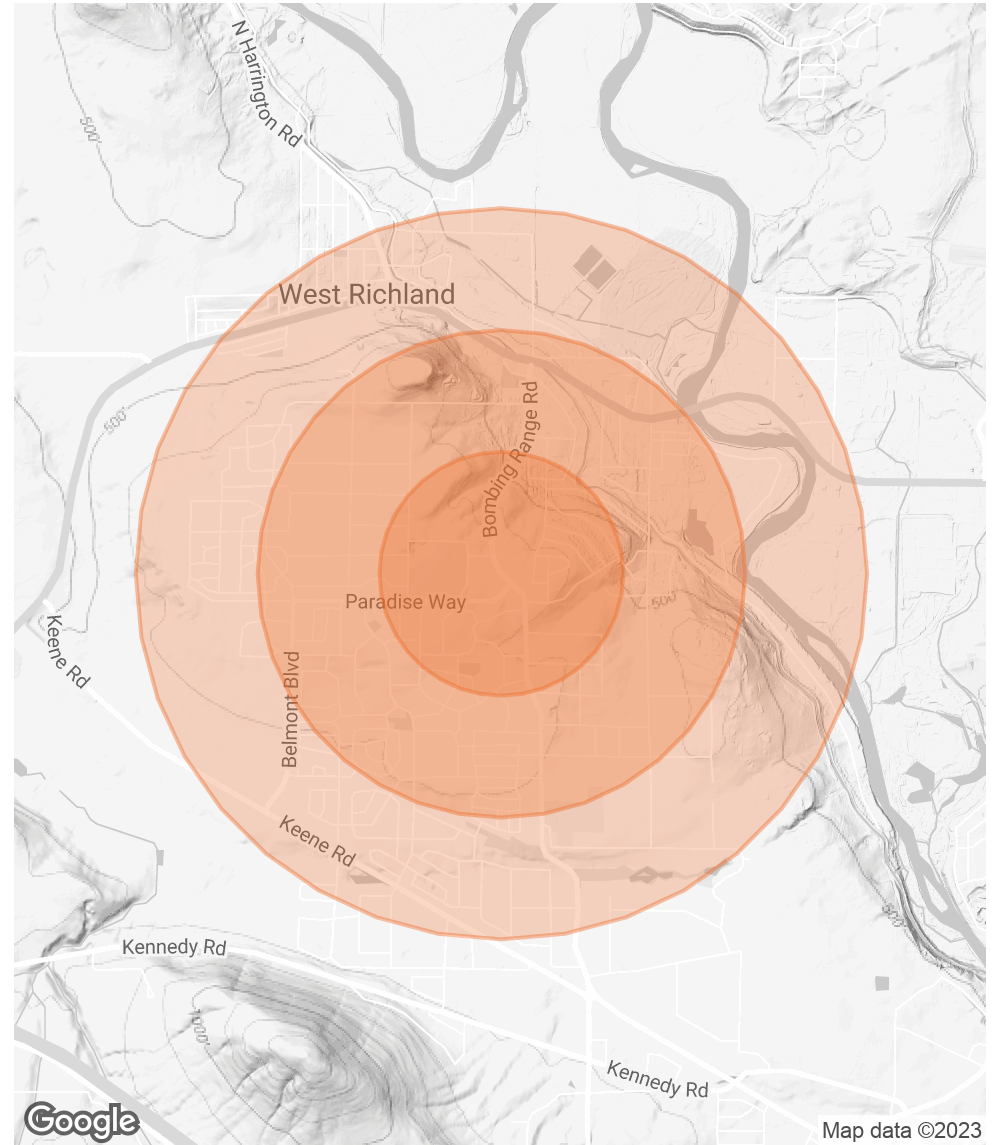 N Harrington Rd
500'
West Richland
500'
Bombing Range Rd
Paradise Way
500'
Keene Rd
Belmont Blvd
Keene Rd
500'
Kennedy Rd
1000'
Kennedy Rd
Google
Map data ©2023